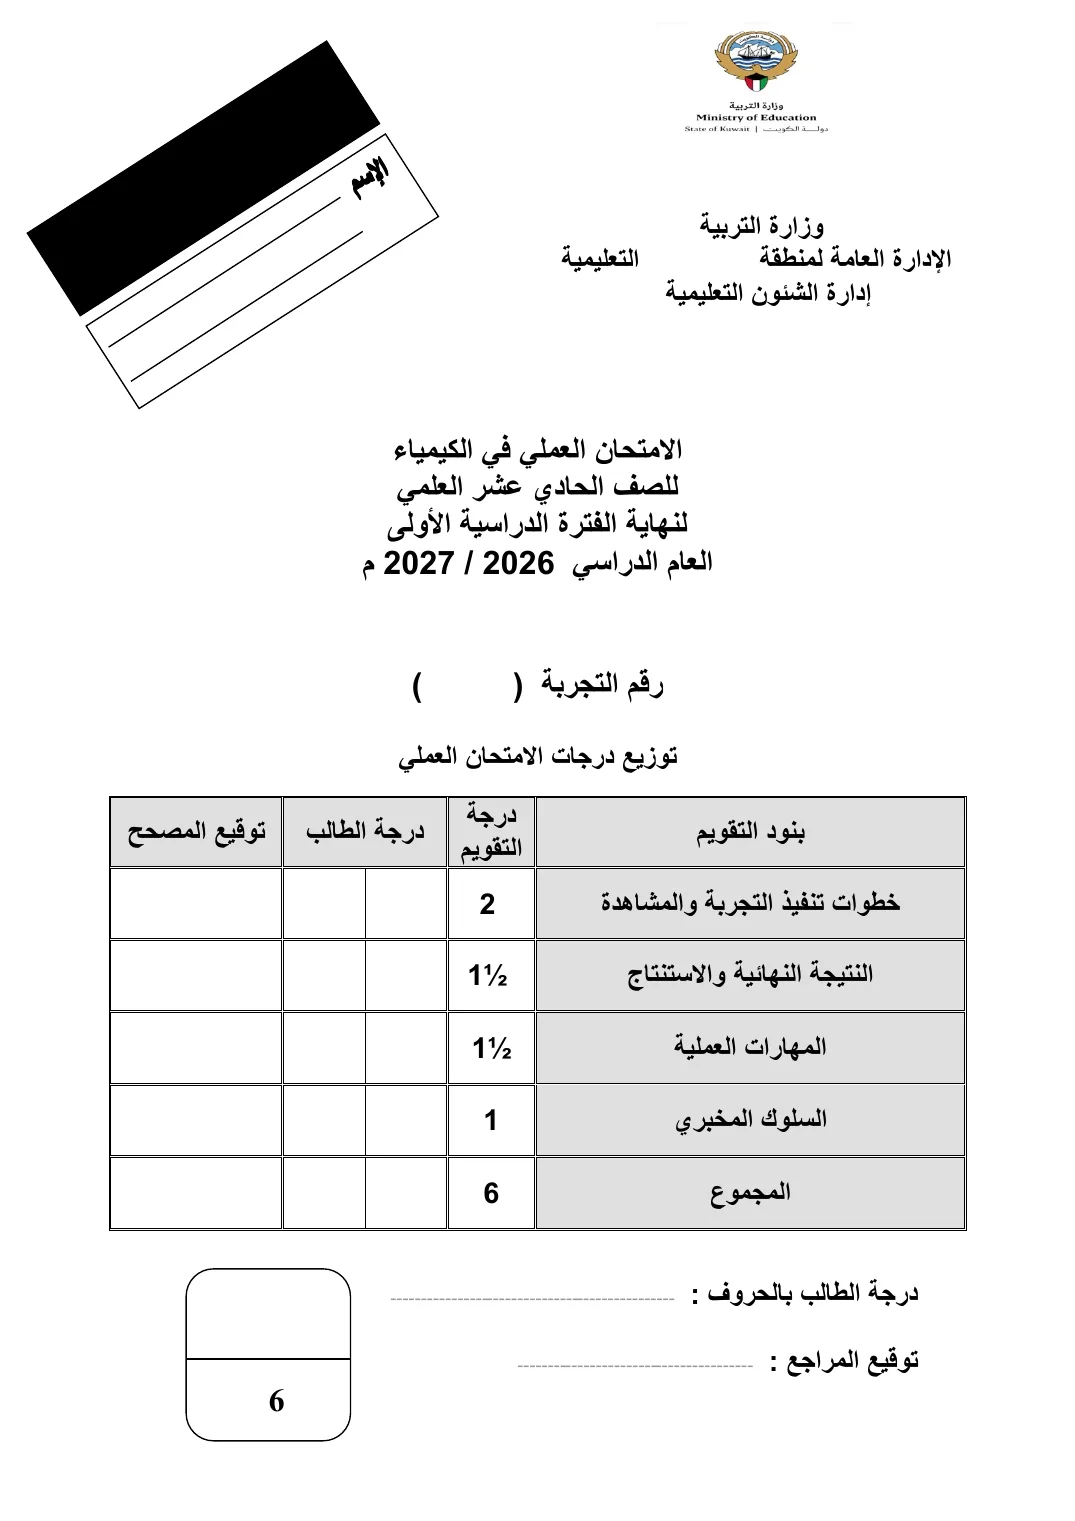 وزارة التربية
Ministry of Education
State of Kuwait | دولـــة الكويـــت
الإسم
وزارة التربية
الإدارة العامة لمنطقة التعليمية
إدارة الشئون التعليمية
الامتحان العملي في الكيمياء
للصف الحادي عشر العلمي
لنهاية الفترة الدراسية الأولى
العام الدراسي 2026 / 2027 م
رقم التجربة ( )
توزيع درجات الامتحان العملي
بنود التقويم درجة التقويم درجة الطالب توقيع المصحح
خطوات تنفيذ التجربة والمشاهدة 2
النتيجة النهائية والاستنتاج 1½
المهارات العملية 1½
السلوك المخبري 1
المجموع 6
درجة الطالب بالحروف : ----------------------------------------------
توقيع المراجع : --------------------------------------
6